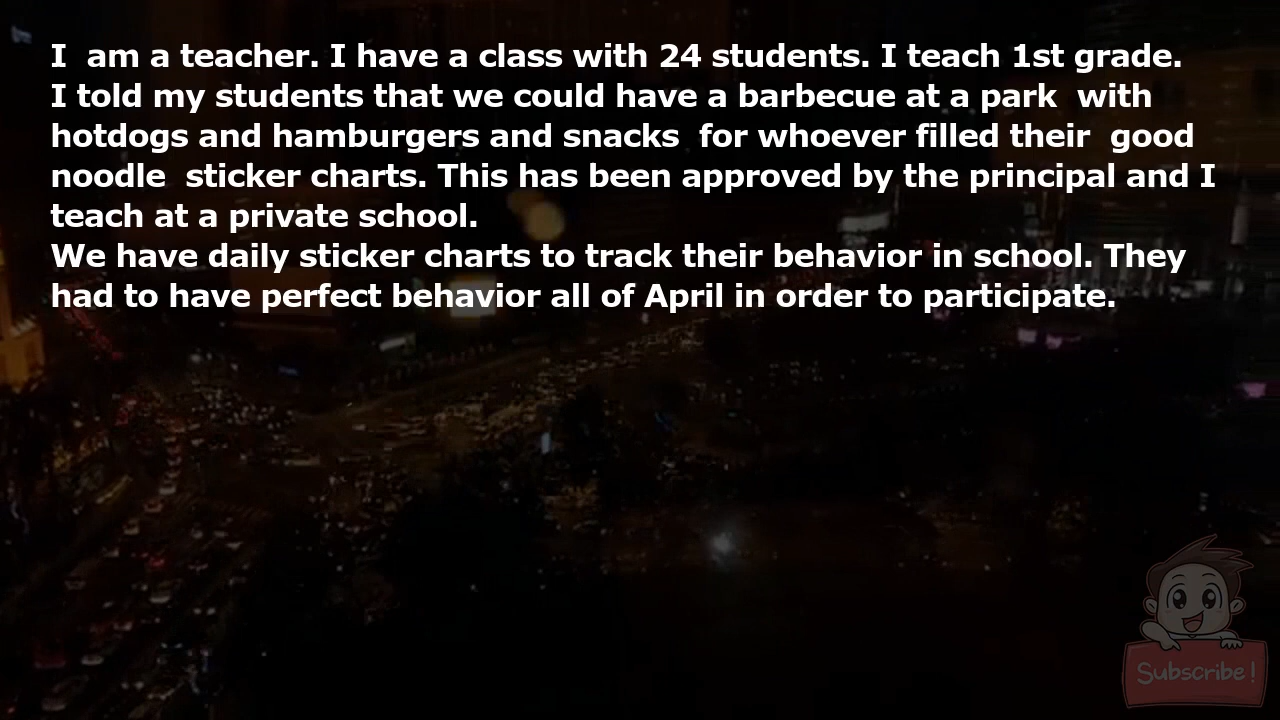 I  am a teacher. I have a class with 24 students. I teach 1st grade.
I told my students that we could have a barbecue at a park  with
hotdogs and hamburgers and snacks  for whoever filled their  good
noodle  sticker charts. This has been approved by the principal and I
teach at a private school.
We have daily sticker charts to track their behavior in school. They
had to have perfect behavior all of April in order to participate.
Subscribe!